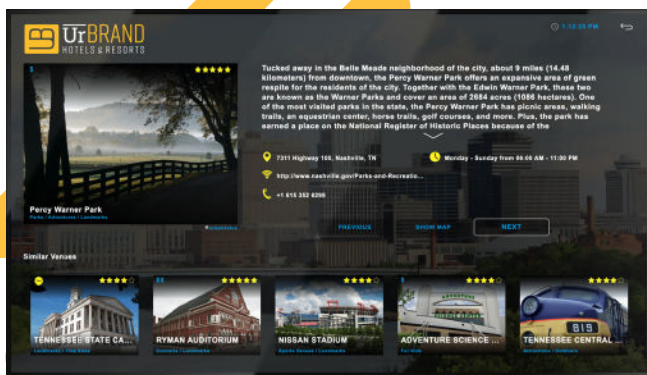 UrBRAND
HOTELS & RESORTS
Tucked away in the Belle Meade neighborhood of the city, about 9 miles (14.48
kilometers) from downtown, the Percy Warner Park offers an expansive area of green
respite for the residents of the city. Together with the Edwin Warner Park, these two
are known as the Warner Parks and cover an area of 2684 acres (1086 hectares). One
of the most visited parks in the state, the Percy Warner Park has picnic areas, walking
trails, an equestrian center, horse trails, golf courses, and more. Plus, the park has
earned a place on the National Register of Historic Places because of the
$
Percy Warner Park
Parks / Adventures / Landmarks
7311 Highway 100, Nashville, TN
Monday - Sunday from 06:00 AM - 11:00 PM
http://www.nashville.gov/Parks-and-Recreatio...
+1 615 352 6299
PREVIOUS
SHOW MAP
NEXT
Similar Venues
TENNESSEE STATE CA...
$$
RYMAN AUDITORIUM
NISSAN STADIUM
Sports Venues / Landmarks
$
ADVENTURE
ADVENTURE SCIENCE ...
For Kids
819
TENNESSEE CENTRAL ...